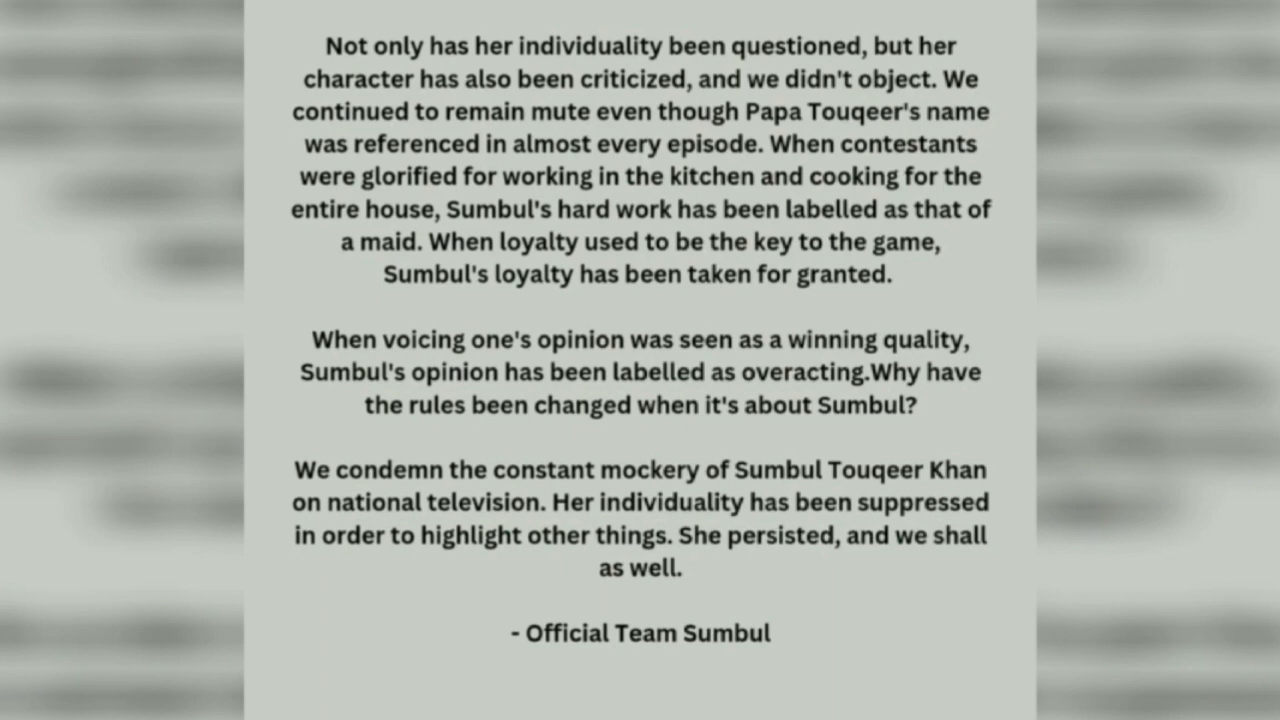 Not only has her individuality been questioned, but her
character has also been criticized, and we didn't object. We
continued to remain mute even though Papa Touqeer's name
was referenced in almost every episode. When contestants
were glorified for working in the kitchen and cooking for the
entire house, Sumbul's hard work has been labelled as that of
a maid. When loyalty used to be the key to the game,
Sumbul's loyalty has been taken for granted.
When voicing one's opinion was seen as a winning quality,
Sumbul's opinion has been labelled as overacting.Why have
the rules been changed when it's about Sumbul?
We condemn the constant mockery of Sumbul Touqeer Khan
on national television. Her individuality has been suppressed
in order to highlight other things. She persisted, and we shall
as well.
- Official Team Sumbul